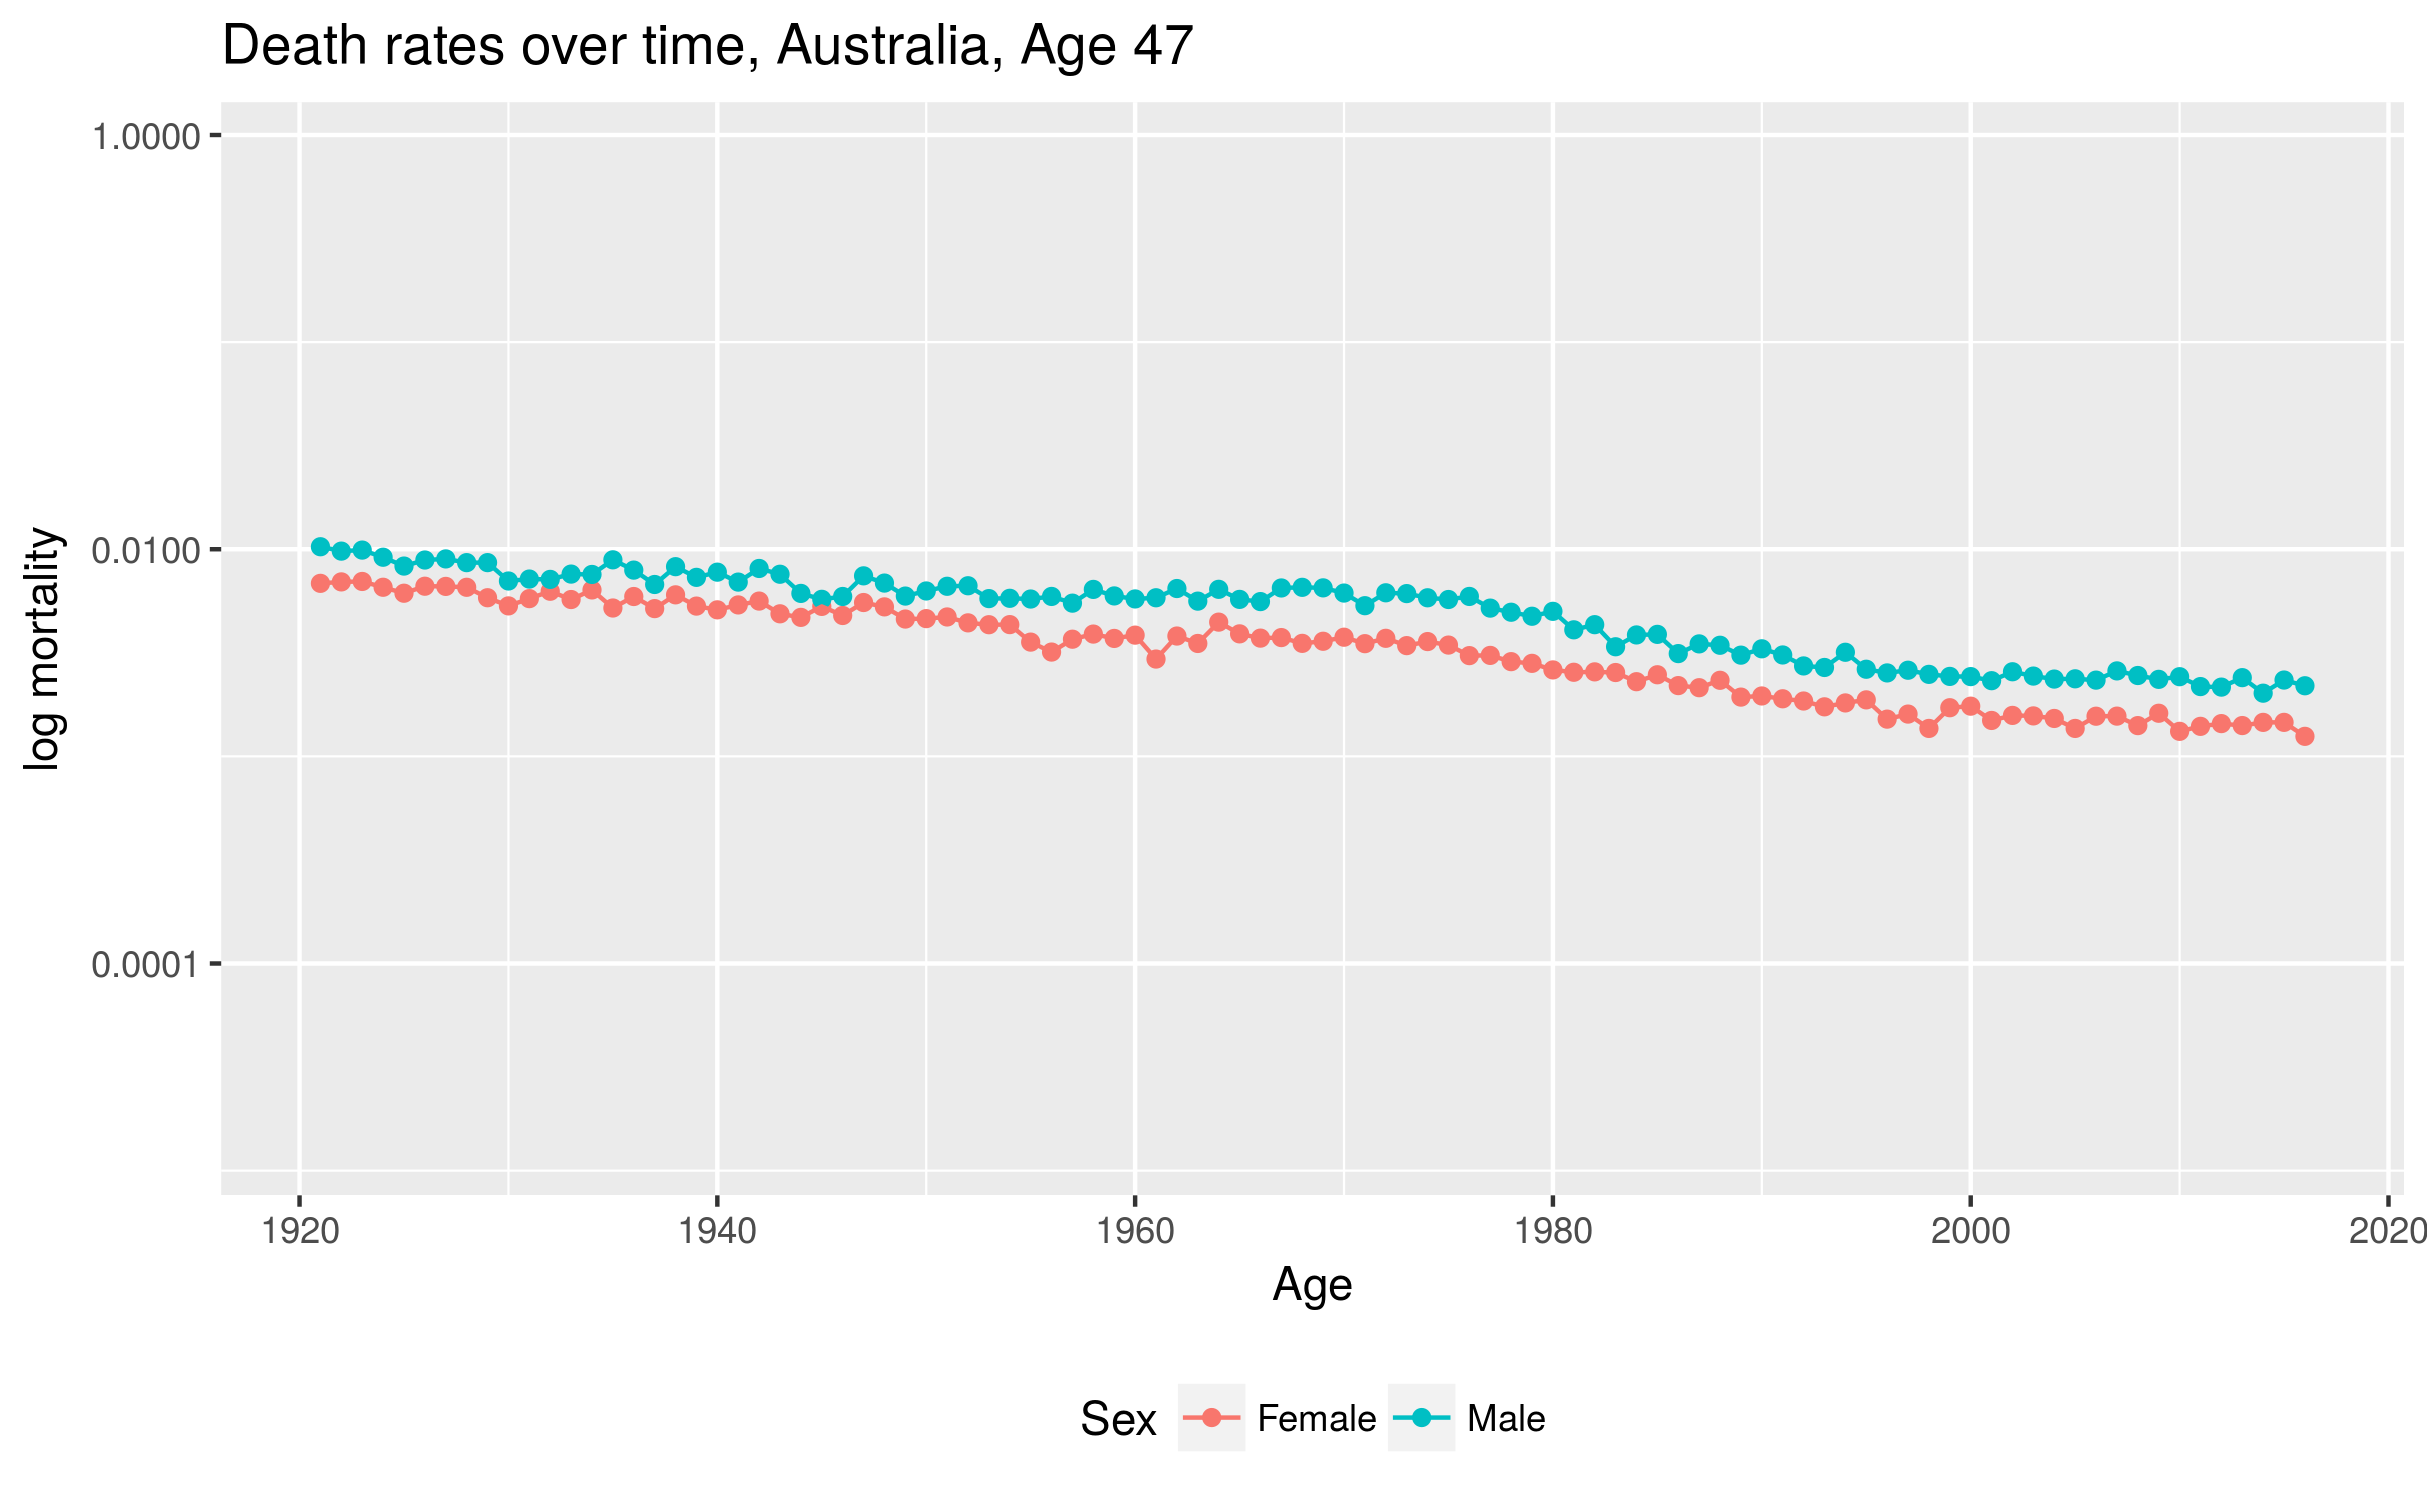 Death rates over time, Australia, Age 47
log mortality
1.0000
0.0100
0.0001
1920 1940 1960 1980 2000 2020
Age
Sex Female Male